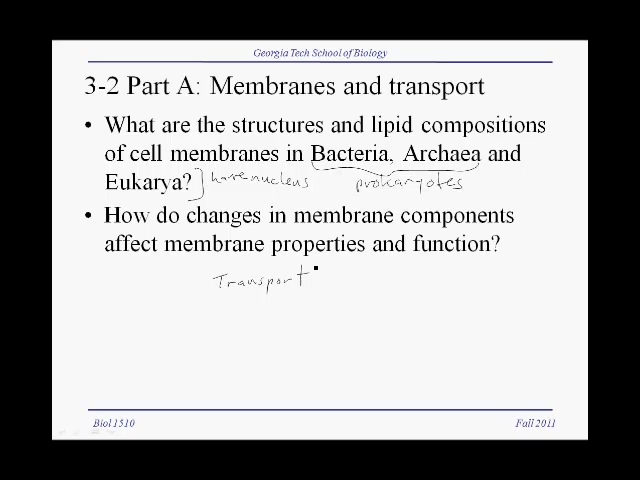 Georgia Tech School of Biology
3-2 Part A: Membranes and transport
• What are the structures and lipid compositions
of cell membranes in Bacteria, Archaea and
Eukarya? have nucleus prokaryotes
• How do changes in membrane components
affect membrane properties and function?
Transport
Biol 1510 Fall 2011